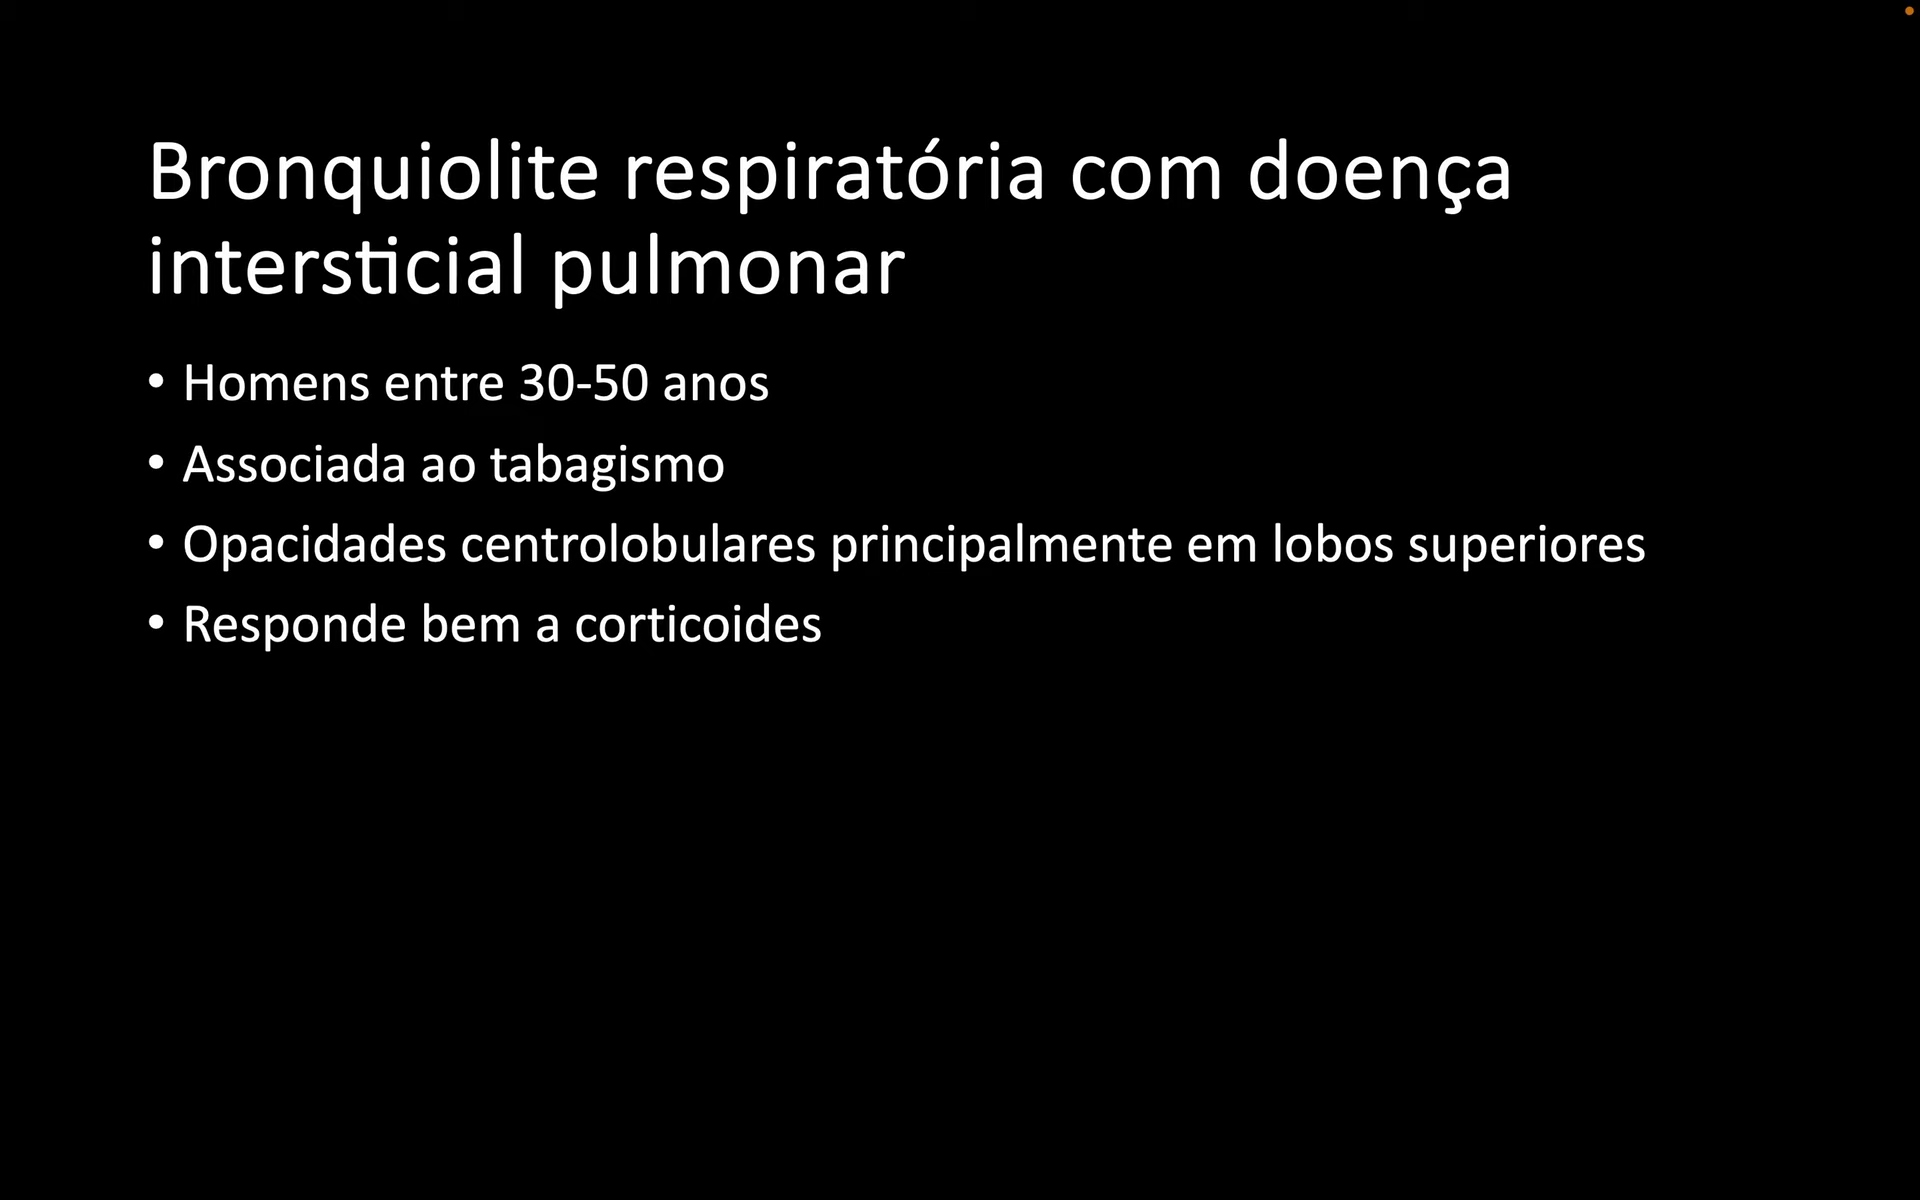 Bronquiolite respiratória com doença
intersticial pulmonar
• Homens entre 30-50 anos
• Associada ao tabagismo
• Opacidades centrolobulares principalmente em lobos superiores
• Responde bem a corticoides